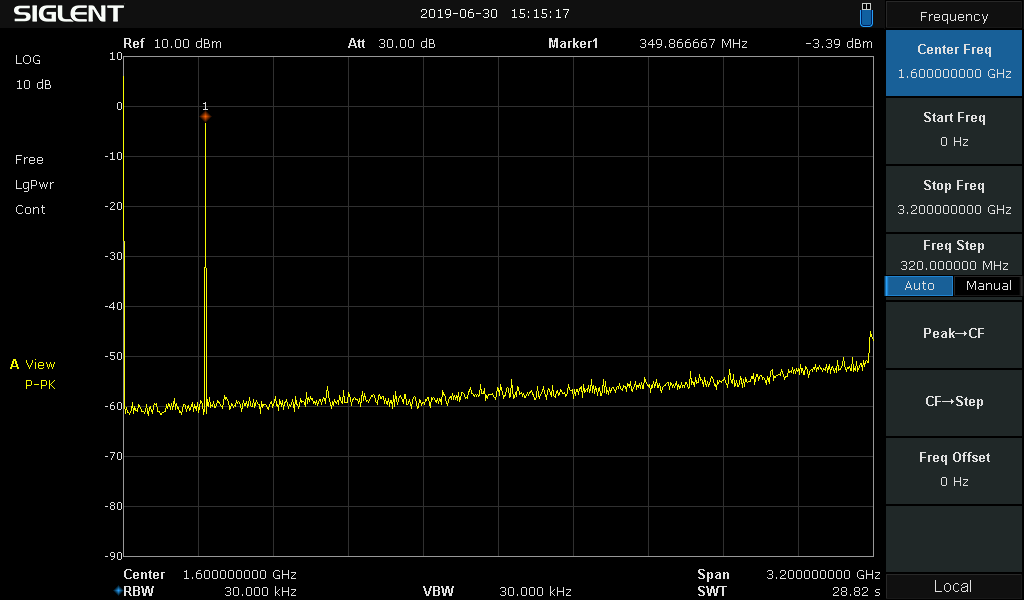 SIGLENT 2019-06-30 15:15:17 Frequency
Ref 10.00 dBm Att 30.00 dB Marker1 349.866667 MHz -3.39 dBm
LOG
10 dB
Free
LgPwr
Cont
A View
P-PK
10
0
-10
-20
-30
-40
-50
-60
-70
-80
-90
1
Center 1.600000000 GHz Span 3.200000000 GHz
RBW 30.000 kHz VBW 30.000 kHz SWT 28.82 s
Center Freq
1.600000000 GHz
Start Freq
0 Hz
Stop Freq
3.200000000 GHz
Freq Step
320.000000 MHz
Auto Manual
Peak→CF
CF→Step
Freq Offset
0 Hz
Local